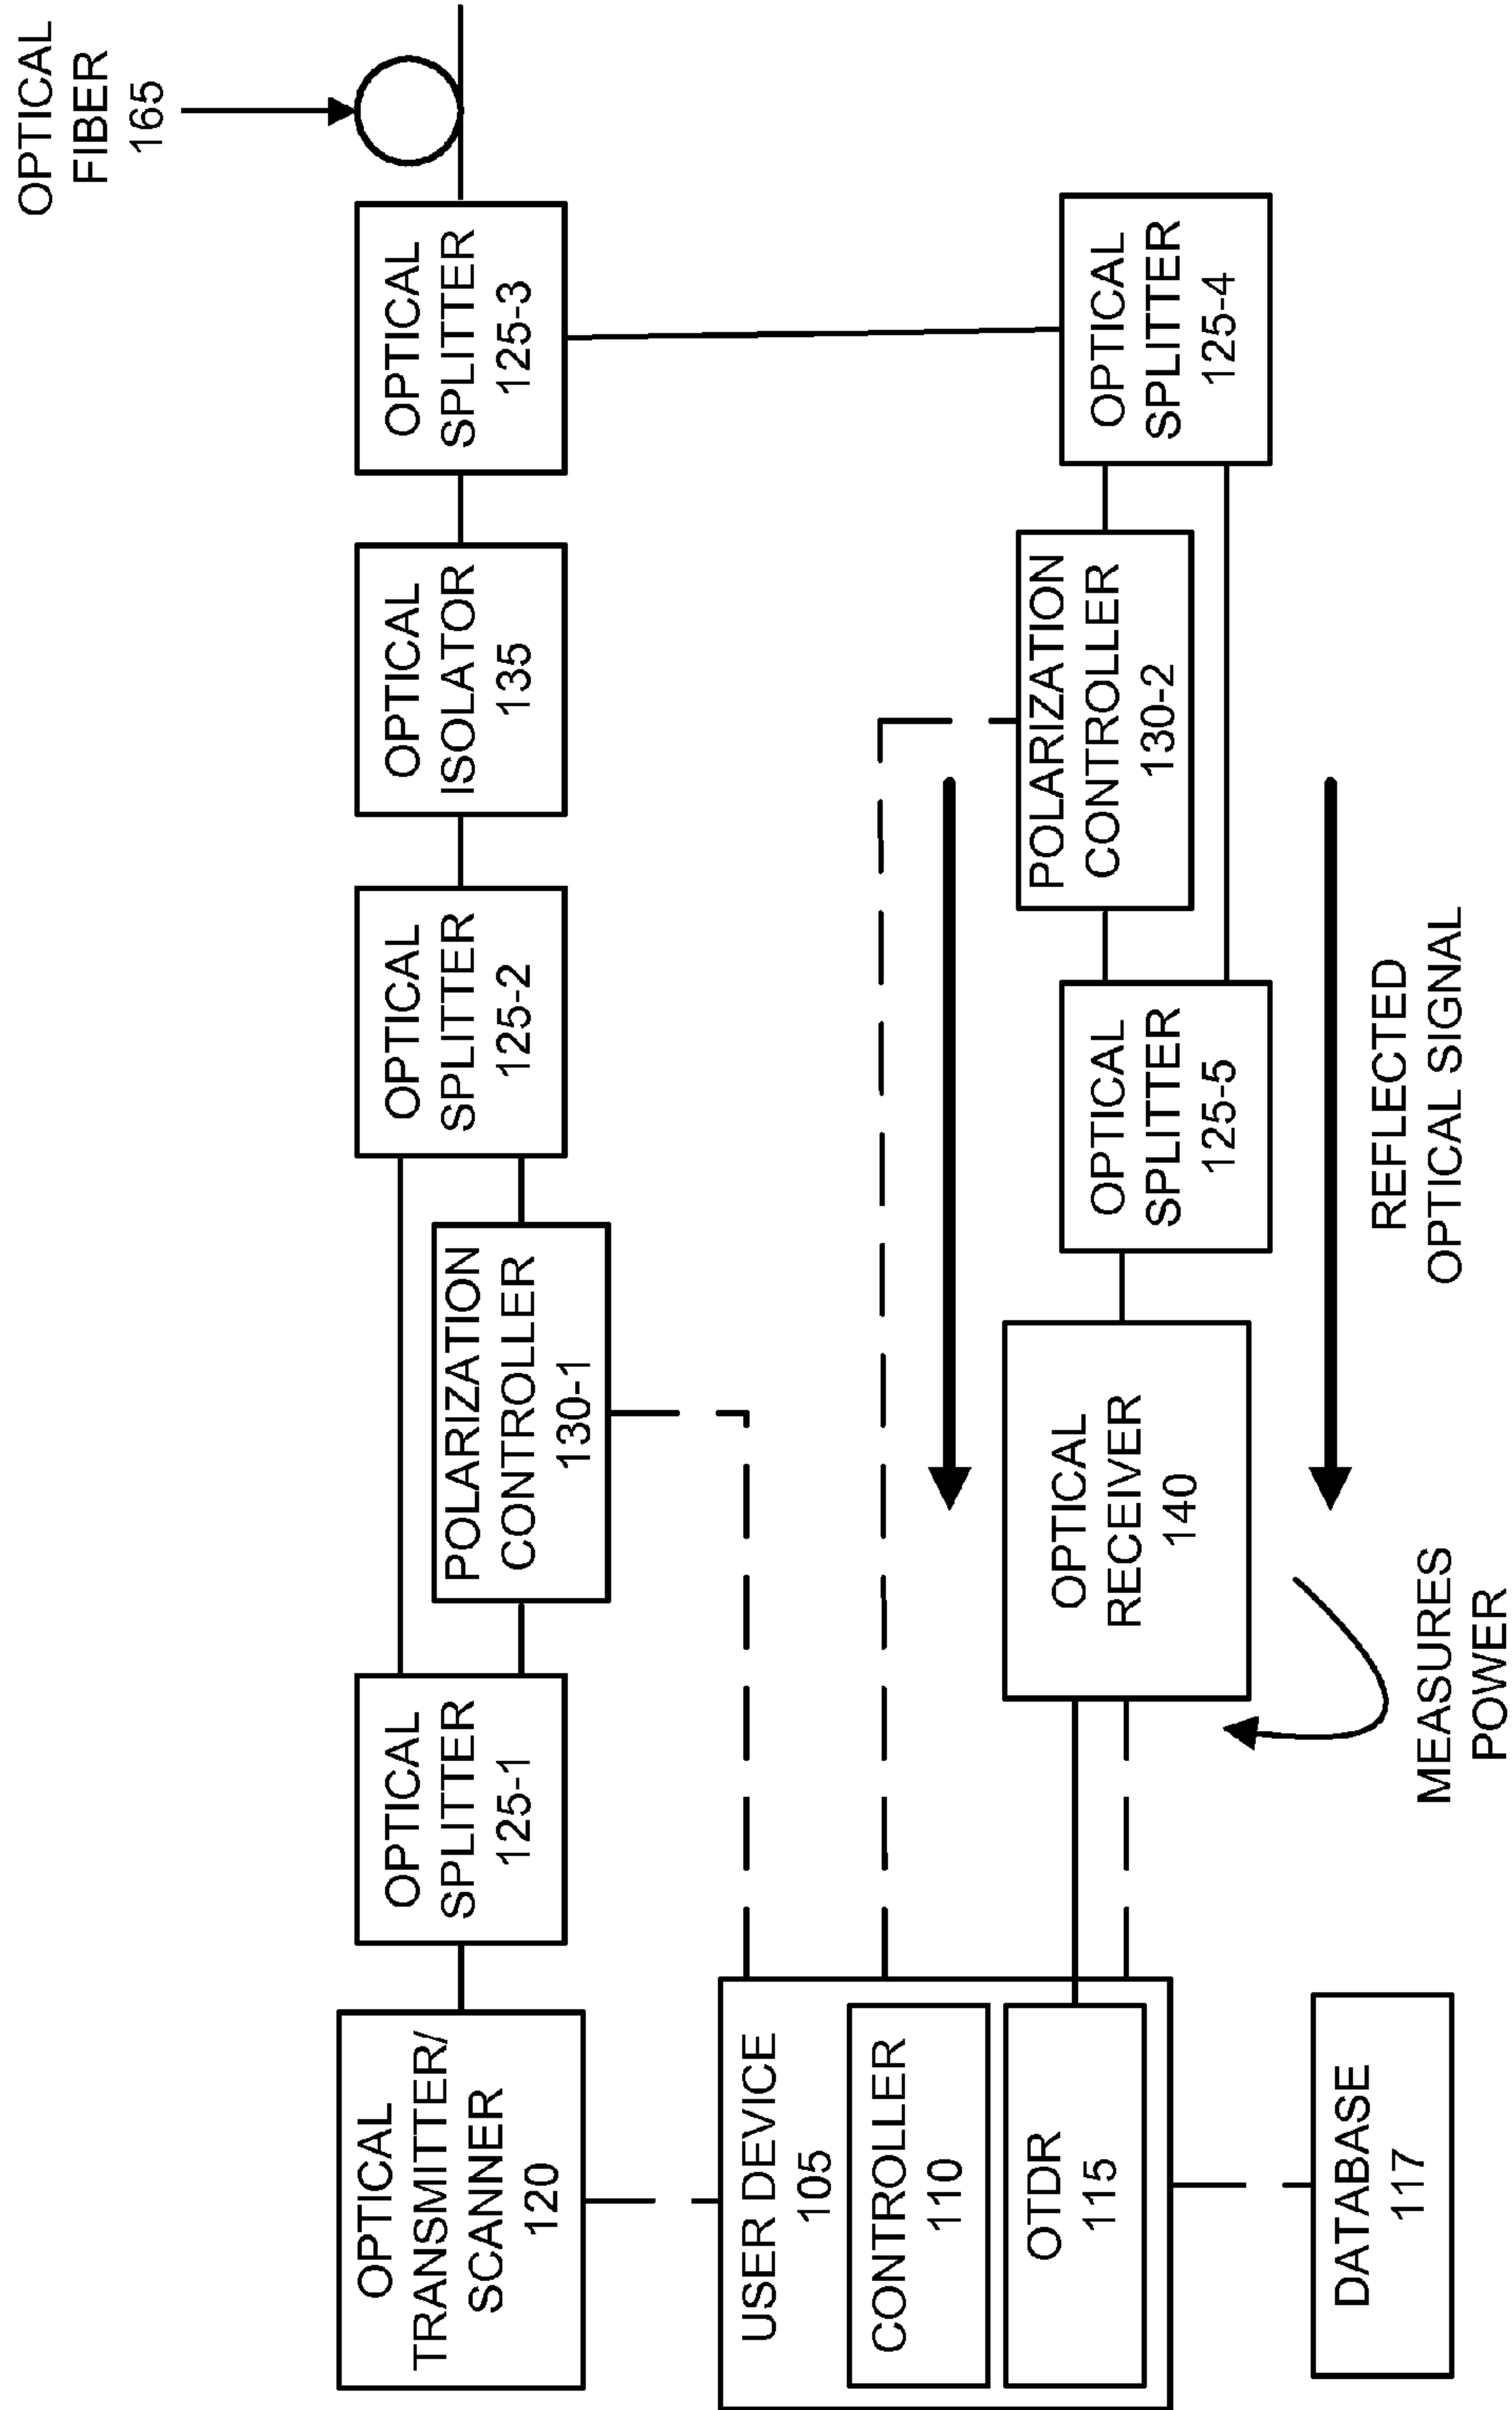 OPTICAL
FIBER
165
OPTICAL
TRANSMITTER/
SCANNER
120
OPTICAL
SPLITTER
125-1
POLARIZATION
CONTROLLER
130-1
OPTICAL
SPLITTER
125-2
OPTICAL
ISOLATOR
135
OPTICAL
SPLITTER
125-3
USER DEVICE
105
CONTROLLER
110
OTDR
115
DATABASE
117
OPTICAL
RECEIVER
140
OPTICAL
SPLITTER
125-5
POLARIZATION
CONTROLLER
130-2
OPTICAL
SPLITTER
125-4
MEASURES
POWER
REFLECTED
OPTICAL SIGNAL